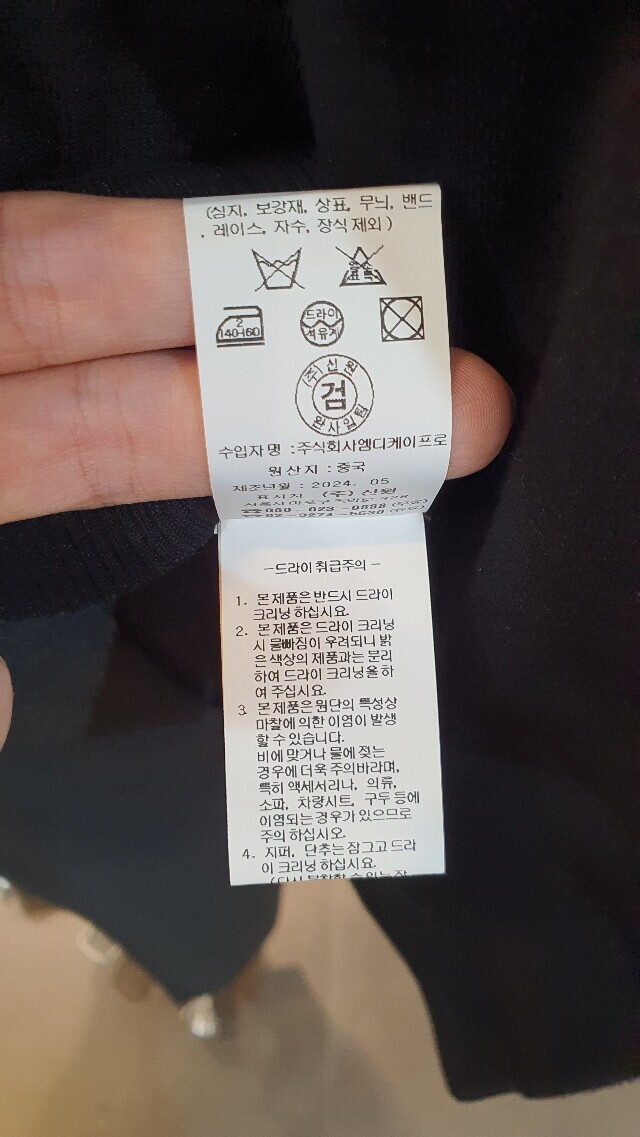 (심지, 보강재, 상표, 무늬, 밴드
, 레이스, 자수, 장식 제외)
염소
표백
2
140~160
드라이
석유계
(주)신원
검
완사입팀
수입자명 : 주식회사엠디케이프로
원산지 : 중국
제조년월 : 2024. 05
표시자 (주) 신원
-드라이 취급주의-
1. 본 제품은 반드시 드라이
크리닝 하십시요.
2. 본 제품은 드라이 크리닝
시 물빠짐이 우려되니 밝
은 색상의 제품과는 분리
하여 드라이 크리닝을 하
여 주십시요.
3. 본 제품은 원단의 특성상
마찰에 의한 이염이 발생
할 수 있습니다.
비에 맞거나 물에 젖는
경우에 더욱 주의바라며,
특히 액세서리나, 의류,
소파, 차량시트, 구두 등에
이염되는 경우가 있으므로
주의 하십시오.
4. 지퍼, 단추는 잠그고 드라
이 크리닝 하십시요.